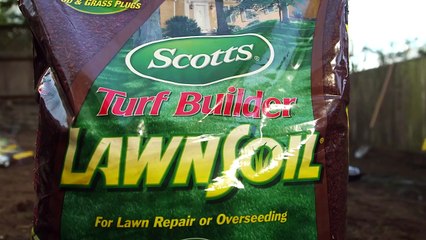 & GRASS PLUGS
Scotts®
Turf Builder
LAWNSOIL®
For Lawn Repair or Overseeding